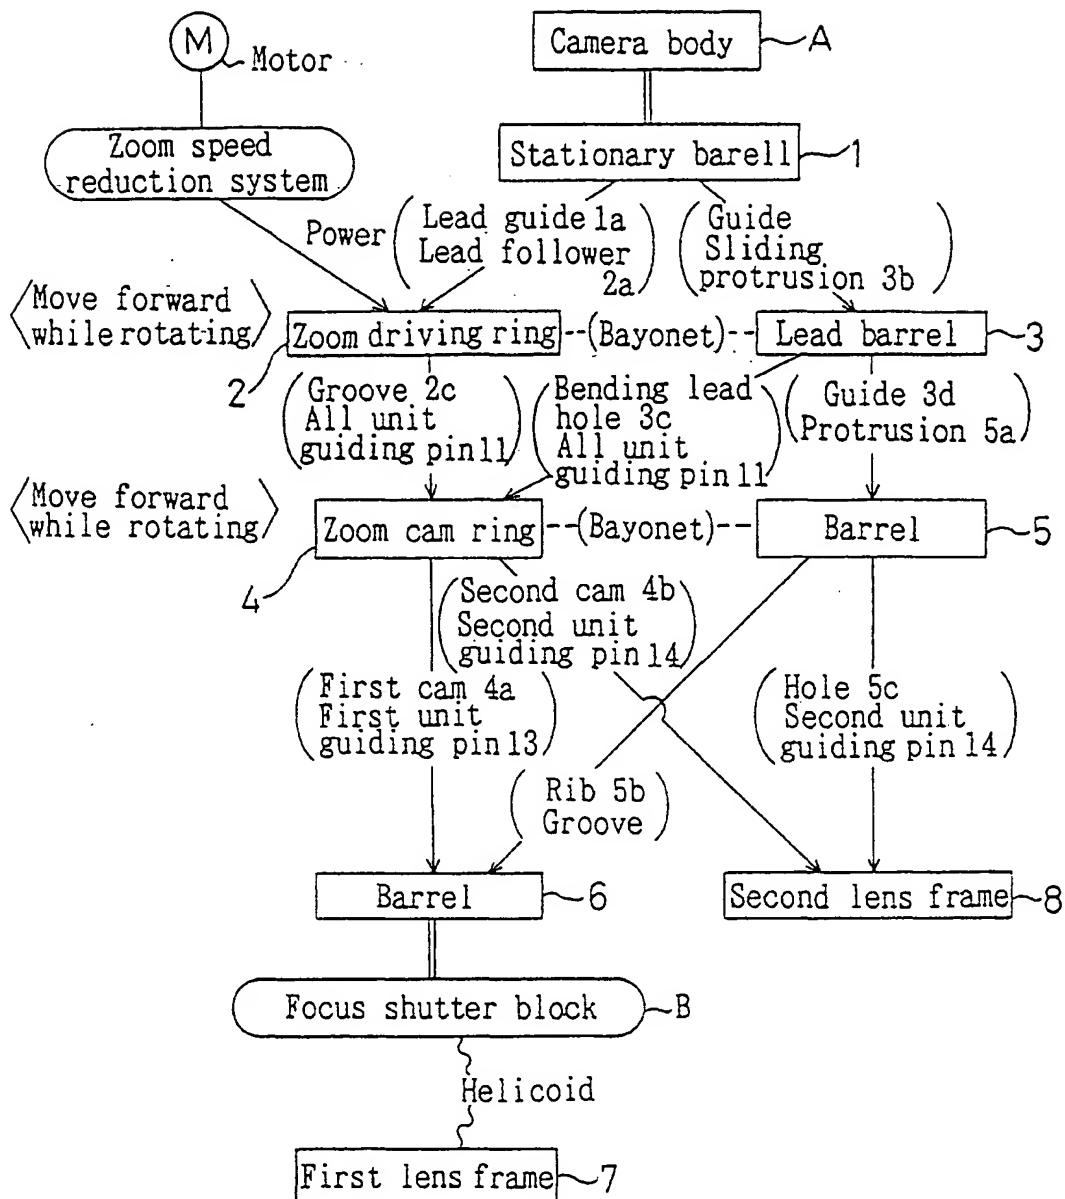 M
Motor
Camera body
A
Zoom speed
reduction system
Stationary barell
1
Power
Lead guide 1a
Lead follower
2a
Guide
Sliding
protrusion 3b
Move forward
while rotating
Zoom driving ring
2
(Bayonet)
Lead barrel
3
Groove 2c
All unit
guiding pin 11
Bending lead
hole 3c
All unit
guiding pin 11
Guide 3d
Protrusion 5a
Move forward
while rotating
Zoom cam ring
4
(Bayonet)
Barrel
5
Second cam 4b
Second unit
guiding pin 14
First cam 4a
First unit
guiding pin 13
Hole 5c
Second unit
guiding pin 14
Rib 5b
Groove
Barrel
6
Second lens frame
8
Focus shutter block
B
Helicoid
First lens frame
7